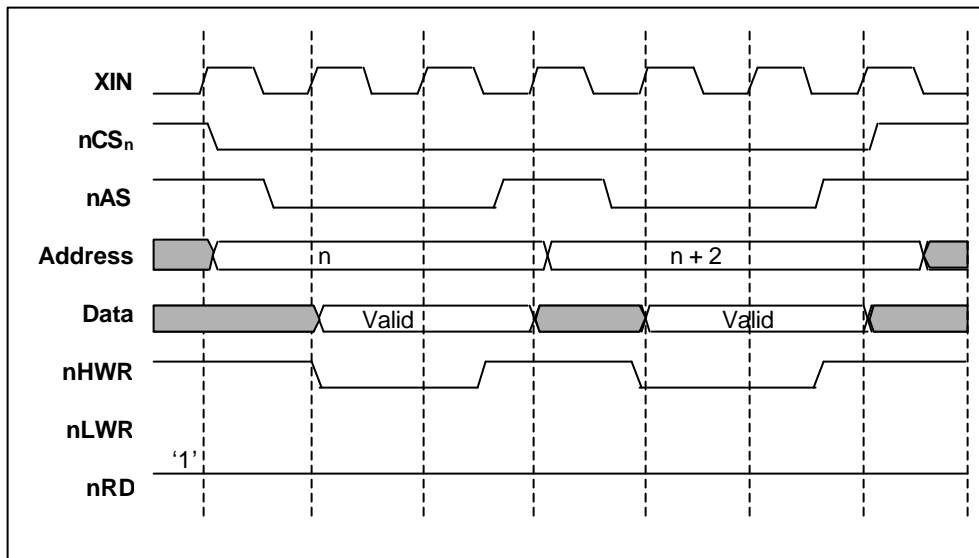 XIN
nCSn
nAS
Address n n + 2
Data Valid Valid
nHWR
nLWR
‘1’
nRD